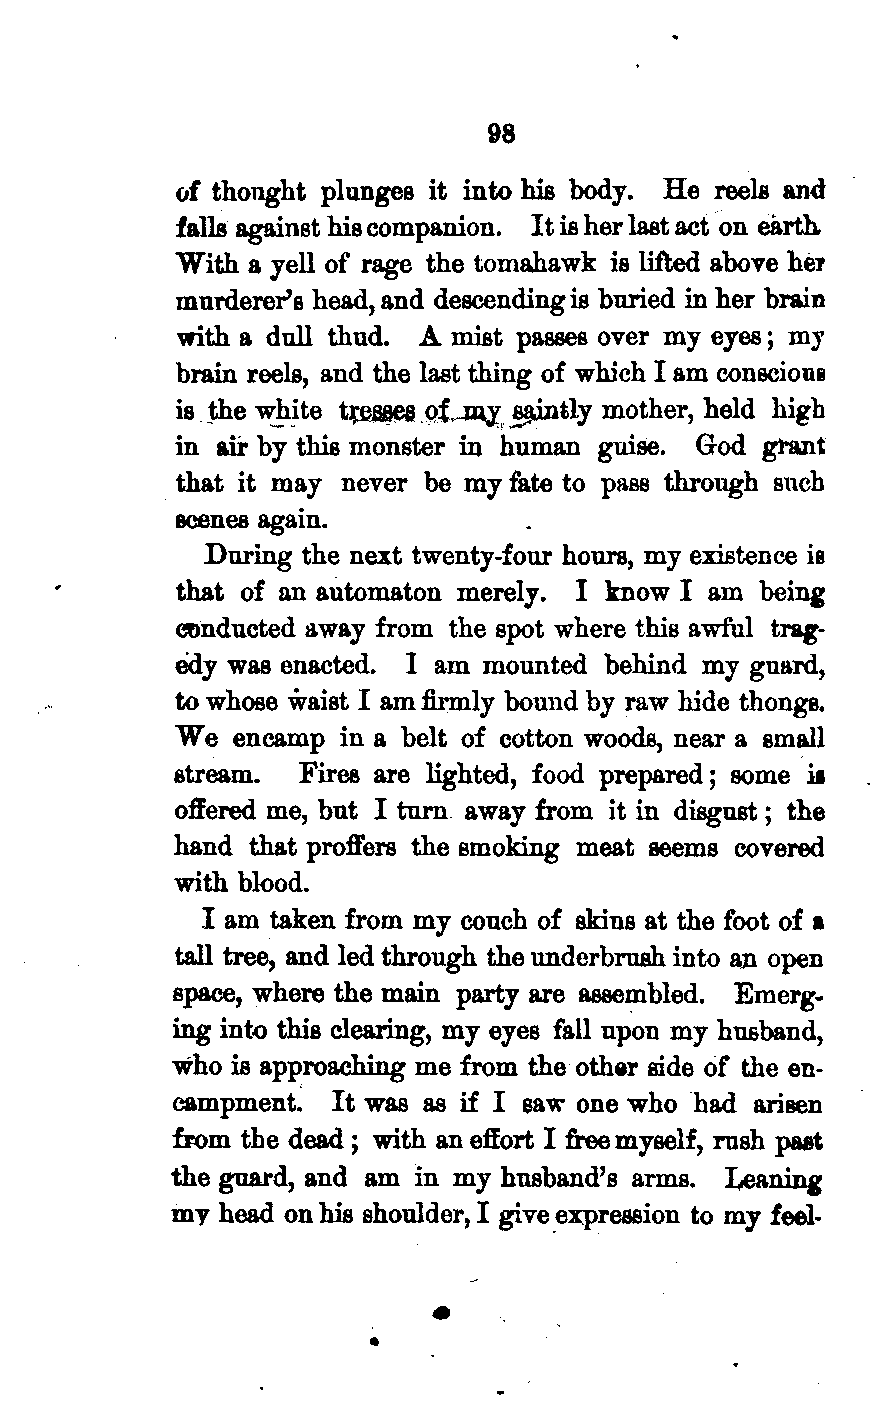 98
of thought plunges it into his body. He reels and
falls against his companion. It is her last act on earth
With a yell of rage the tomahawk is lifted above her
murderer's head, and descending is buried in her brain
with a dull thud. A mist passes over my eyes; my
brain reels, and the last thing of which I am conscious
is the white tresses of my saintly mother, held high
in air by this monster in human guise. God grant
that it may never be my fate to pass through such
scenes again.
During the next twenty-four hours, my existence is
that of an automaton merely. I know I am being
conducted away from the spot where this awful trag-
edy was enacted. I am mounted behind my guard,
to whose waist I am firmly bound by raw hide thongs.
We encamp in a belt of cotton woods, near a small
stream. Fires are lighted, food prepared; some is
offered me, but I turn away from it in disgust; the
hand that proffers the smoking meat seems covered
with blood.
I am taken from my couch of skins at the foot of a
tall tree, and led through the underbrush into an open
space, where the main party are assembled. Emerg-
ing into this clearing, my eyes fall upon my husband,
who is approaching me from the other side of the en-
campment. It was as if I saw one who had arisen
from the dead; with an effort I free myself, rush past
the guard, and am in my husband's arms. Leaning
my head on his shoulder, I give expression to my feel-